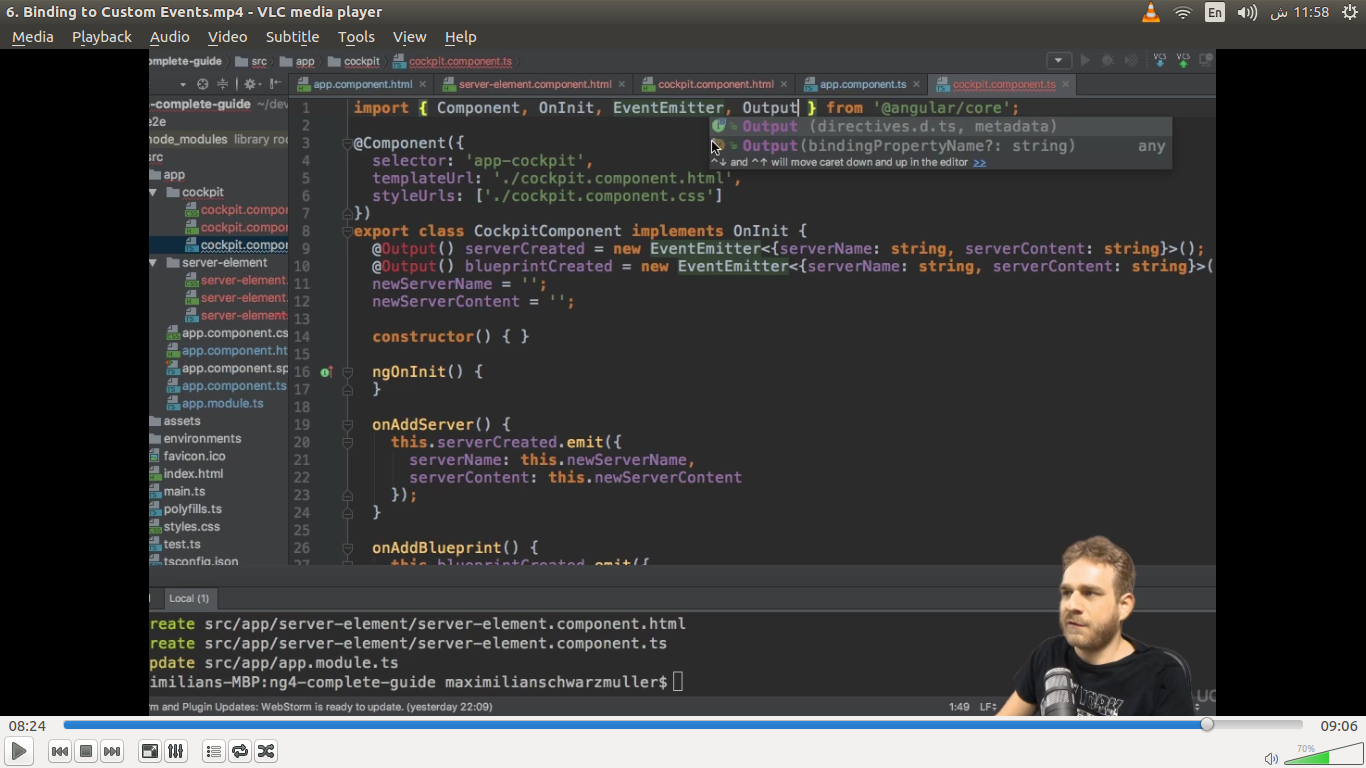 6. Binding to Custom Events.mp4 - VLC media player
En
ش 11:58
Media Playback Audio Video Subtitle Tools View Help
omplete-guide src app cockpit cockpit.component.ts
app.component.html server-element.component.html cockpit.component.html app.component.ts cockpit.component.ts
-complete-guide ~/dev
e2e
node_modules library ro
src
app
cockpit
cockpit.compo
cockpit.compo
cockpit.compo
server-element
server-element.
server-element.
server-element.
app.component.cs
app.component.ht
app.component.sp
app.component.ts
app.module.ts
assets
environments
favicon.ico
index.html
main.ts
polyfills.ts
styles.css
test.ts
tsconfig.json
1 import { Component, OnInit, EventEmitter, Output } from '@angular/core';
Output (directives.d.ts, metadata)
Output(bindingPropertyName?: string) any
^↓ and ^↑ will move caret down and up in the editor >>
2
3 @Component({
4 selector: 'app-cockpit',
5 templateUrl: './cockpit.component.html',
6 styleUrls: ['./cockpit.component.css']
7 })
8 export class CockpitComponent implements OnInit {
9 @Output() serverCreated = new EventEmitter<{serverName: string, serverContent: string}>();
10 @Output() blueprintCreated = new EventEmitter<{serverName: string, serverContent: string}>(
11 newServerName = '';
12 newServerContent = '';
13
14 constructor() { }
15
16 ngOnInit() {
17 }
18
19 onAddServer() {
20 this.serverCreated.emit({
21 serverName: this.newServerName,
22 serverContent: this.newServerContent
23 });
24 }
25
26 onAddBlueprint() {
27 this.blueprintCreated.emit({
Local (1)
reate src/app/server-element/server-element.component.html
reate src/app/server-element/server-element.component.ts
pdate src/app/app.module.ts
imilians-MBP:ng4-complete-guide maximilianschwarzmuller$
rm and Plugin Updates: WebStorm is ready to update. (yesterday 22:09) 1:49 LF÷
08:24 09:06
70%